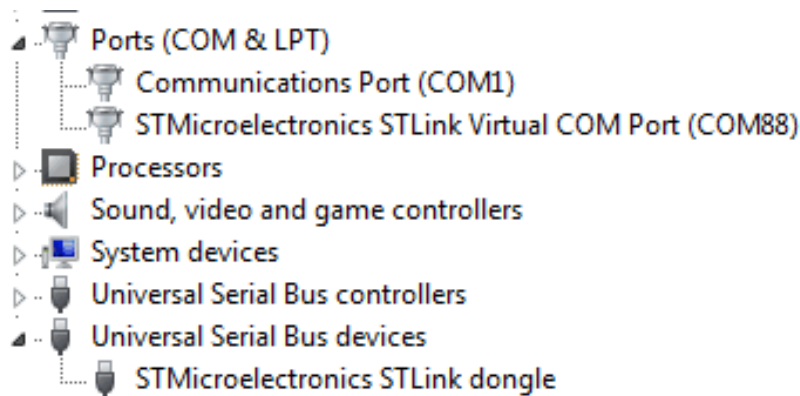 Ports (COM & LPT)
Communications Port (COM1)
STMicroelectronics STLink Virtual COM Port (COM88)
Processors
Sound, video and game controllers
System devices
Universal Serial Bus controllers
Universal Serial Bus devices
STMicroelectronics STLink dongle